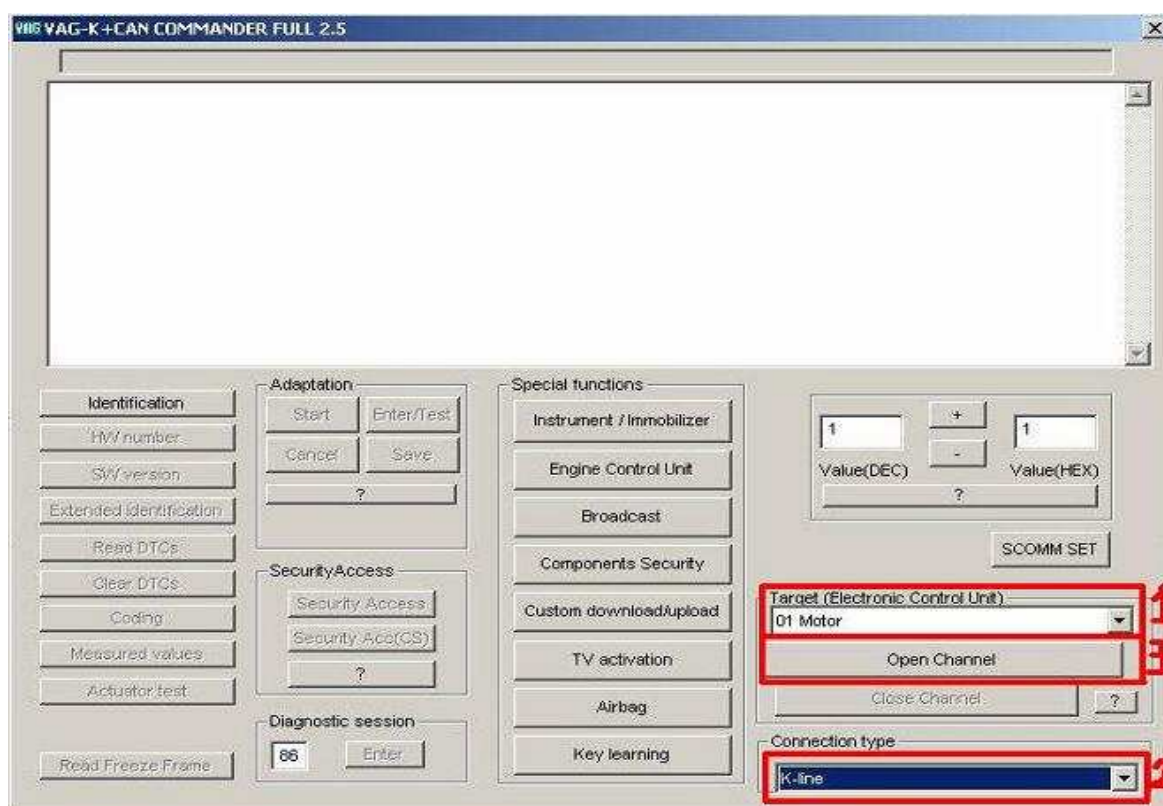 VAG VAG-K+CAN COMMANDER FULL 2.5
Identification
HW number
SW version
Extended identification
Read DTCs
Clear DTCs
Coding
Measured values
Actuator test
Read Freeze Frame
Adaptation
Start Enter/Test
Cancel Save
?
SecurityAccess
Security Access
Security Acc(CS)
?
Diagnostic session
86 Enter
Special functions
Instrument / Immobilizer
Engine Control Unit
Broadcast
Components Security
Custom download/upload
TV activation
Airbag
Key learning
1 + 1
Value(DEC) - Value(HEX)
?
SCOMM SET
Target (Electronic Control Unit)
01 Motor 1
Open Channel 3
Close Channel ?
Connection type
K-line 2